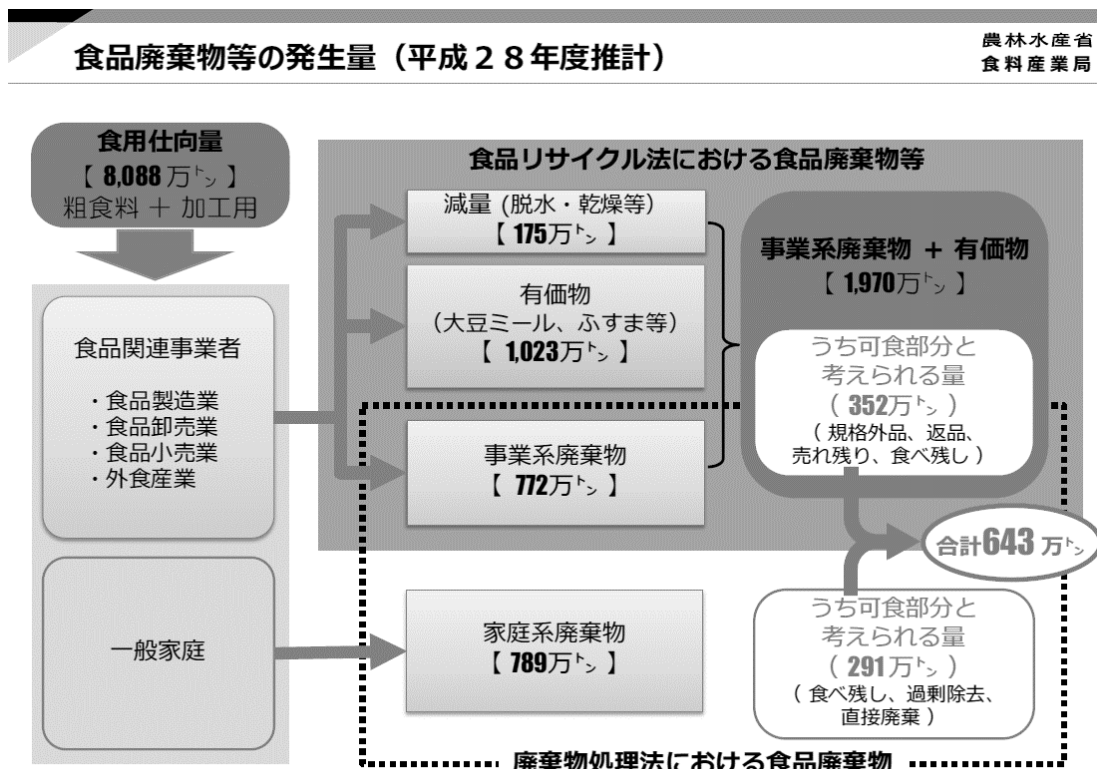 食品廃棄物等の発生量（平成２８年度推計）
農林水産省
食料産業局
食用仕向量
【 8,088 万㌧ 】
粗食料 ＋ 加工用
食品関連事業者
・食品製造業
・食品卸売業
・食品小売業
・外食産業
一般家庭
食品リサイクル法における食品廃棄物等
減量 (脱水・乾燥等)
【 175万㌧ 】
有価物
（大豆ミール、ふすま等）
【 1,023万㌧ 】
事業系廃棄物
【 772万㌧ 】
事業系廃棄物 ＋ 有価物
【 1,970万㌧ 】
うち可食部分と
考えられる量
（ 352万㌧ ）
（ 規格外品、返品、
売れ残り、食べ残し ）
合計643 万㌧
家庭系廃棄物
【 789万㌧ 】
うち可食部分と
考えられる量
（ 291万㌧ ）
（ 食べ残し、過剰除去、
直接廃棄 ）
廃棄物処理法における食品廃棄物